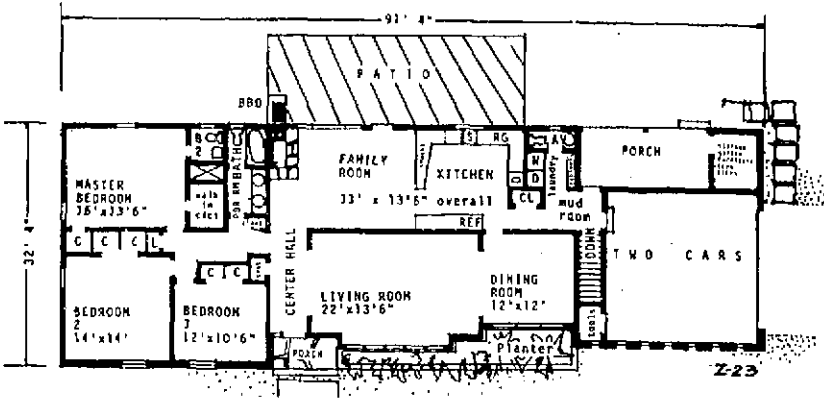 91' 4"
PATIO
BBQ
32' 4"
MASTER
BEDROOM
16'x13'6"
B
2
walk
in
clos
BATH
FAMILY
ROOM
33' x 13'6" overall
KITCHEN
S
RG
REF
CL
W
D
laundry
mud
room
PORCH
C
C
C
L
C
C
BEDROOM
2
14'x14'
BEDROOM
3
12'x10'6"
CENTER HALL
LIVING ROOM
22'x13'6"
DINING
ROOM
12'x12'
DOWN
TWO CARS
tools
PORCH
Planter
Z-23